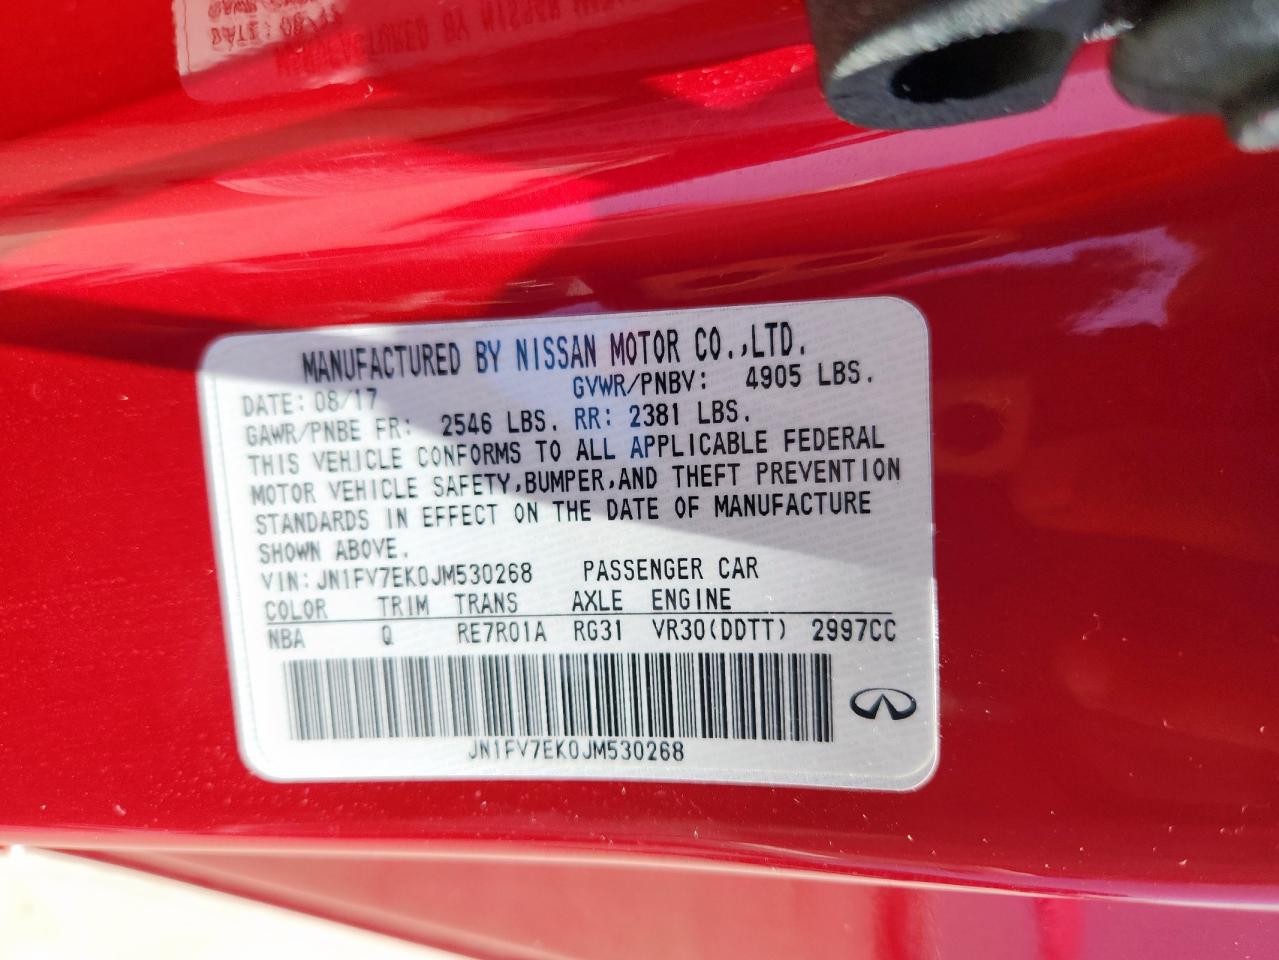 MANUFACTURED BY NISSAN MOTOR CO.,LTD.
DATE: 08/17 GVWR/PNBV: 4905 LBS.
GAWR/PNBE FR: 2546 LBS. RR: 2381 LBS.
THIS VEHICLE CONFORMS TO ALL APPLICABLE FEDERAL
MOTOR VEHICLE SAFETY,BUMPER,AND THEFT PREVENTION
STANDARDS IN EFFECT ON THE DATE OF MANUFACTURE
SHOWN ABOVE.
VIN: JN1FV7EK0JM530268 PASSENGER CAR
COLOR TRIM TRANS AXLE ENGINE
NBA Q RE7R01A RG31 VR30(DDTT) 2997CC
JN1FV7EK0JM530268